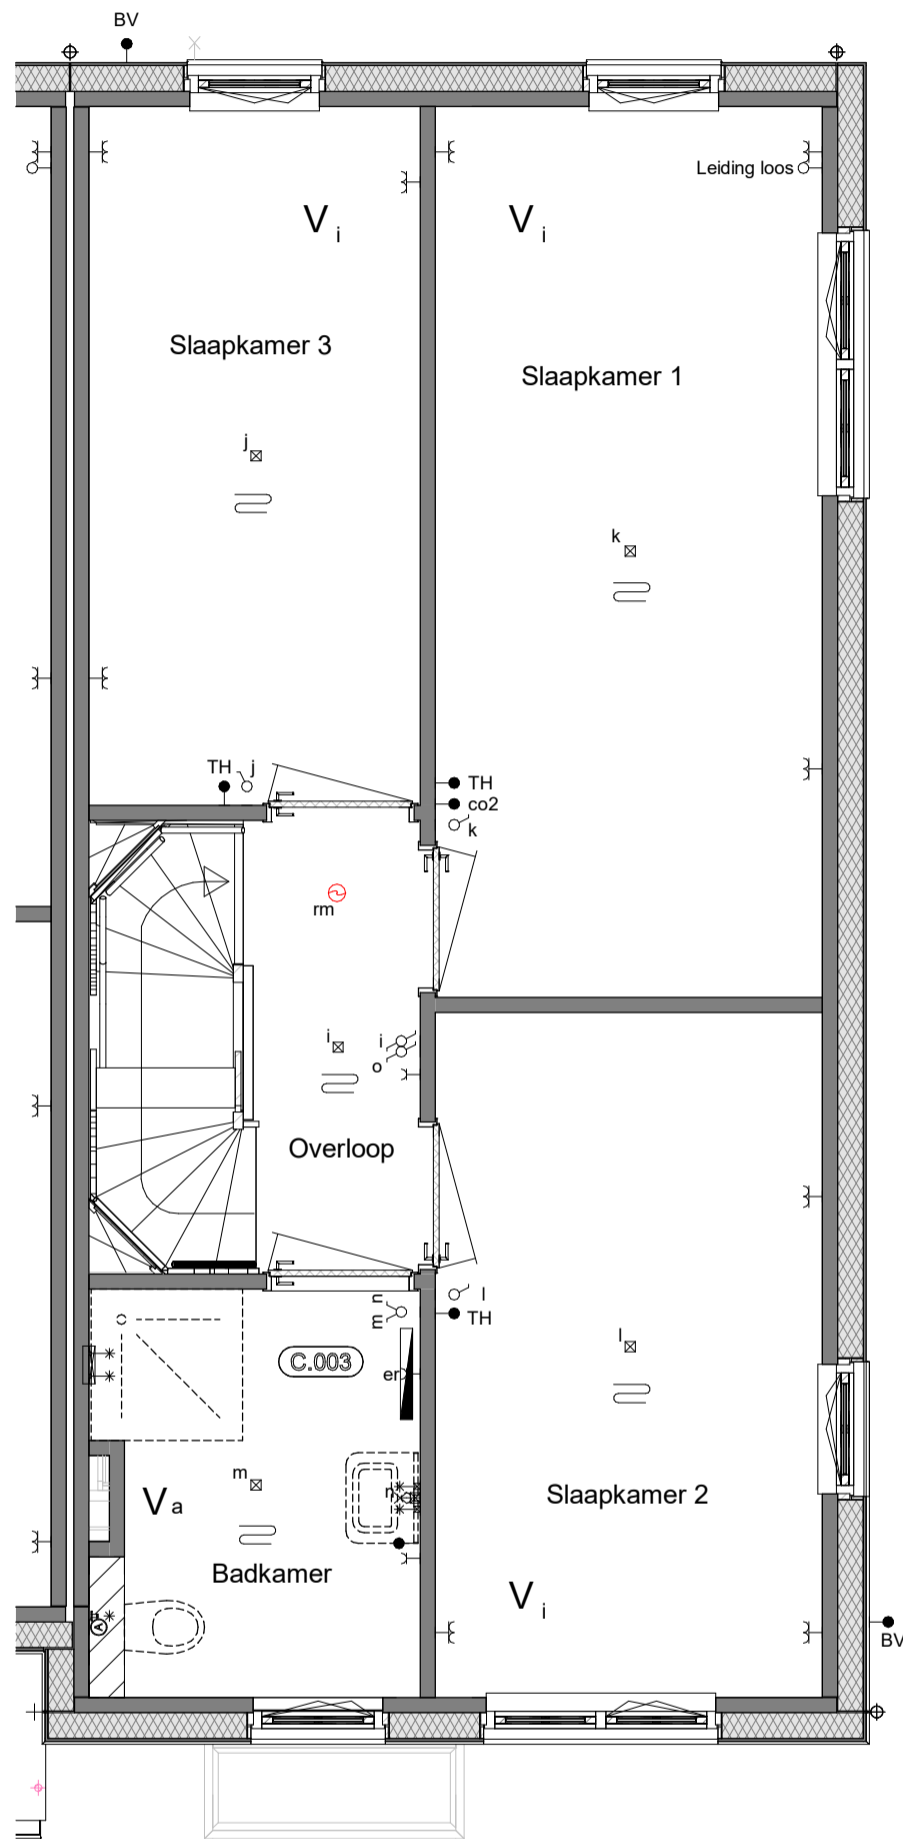 BV
Leiding loos
V i
V i
Slaapkamer 3
Slaapkamer 1
j
k
TH
j
TH
co2
k
rm
i
i
o
Overloop
l
TH
n
m
C.003
er
l
m
n
Va
Slaapkamer 2
Badkamer
V i
A
BV